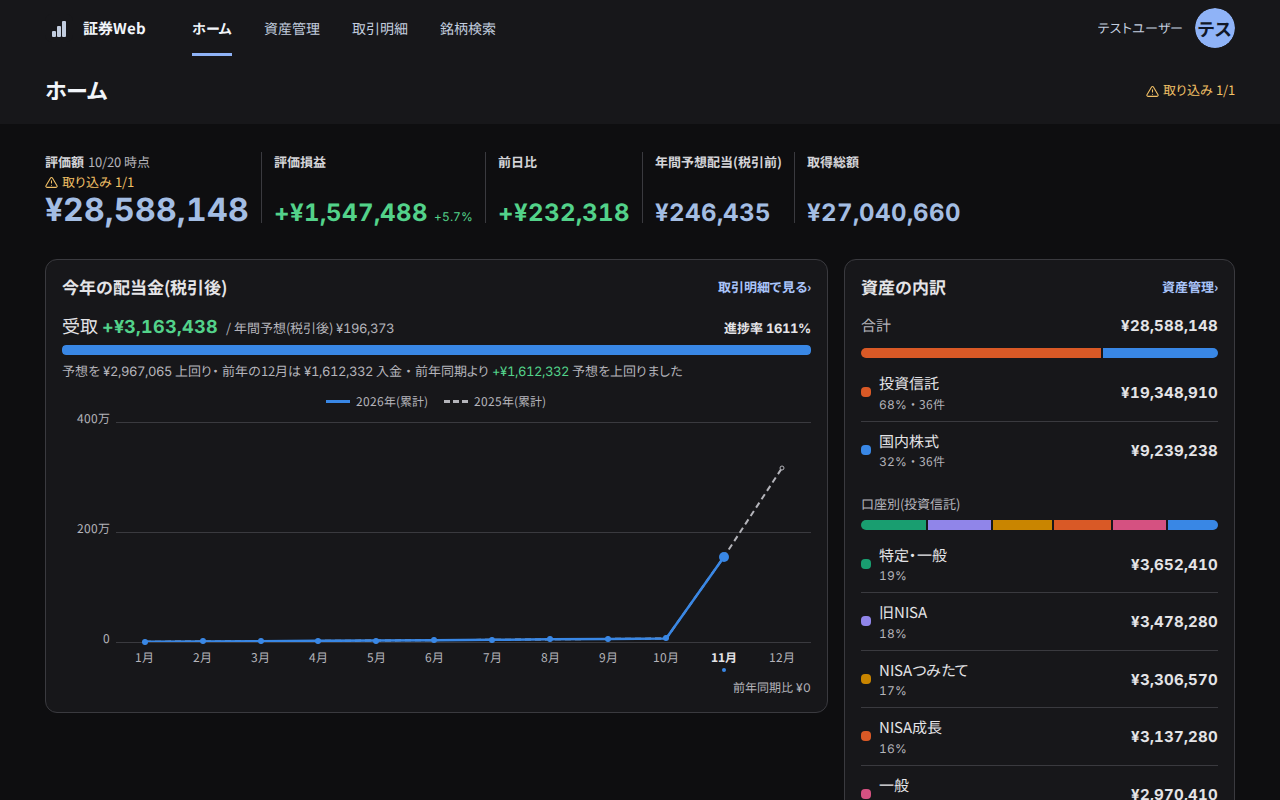 証券Web ホーム 資産管理 取引明細 銘柄検索 テストユーザー テス
ホーム 取り込み 1/1
評価額 10/20 時点
取り込み 1/1
¥28,588,148
評価損益
+¥1,547,488 +5.7%
前日比
+¥232,318
年間予想配当(税引前)
¥246,435
取得総額
¥27,040,660
今年の配当金(税引後) 取引明細で見る›
受取 +¥3,163,438 / 年間予想(税引後) ¥196,373 進捗率 1611%
予想を ¥2,967,065 上回り・前年の12月は ¥1,612,332 入金・前年同期より +¥1,612,332 予想を上回りました
2026年(累計) 2025年(累計)
400万
200万
0
1月 2月 3月 4月 5月 6月 7月 8月 9月 10月 11月 12月
前年同期比 ¥0
資産の内訳 資産管理›
合計 ¥28,588,148
投資信託 ¥19,348,910
68%・36件
国内株式 ¥9,239,238
32%・36件
口座別(投資信託)
特定・一般 ¥3,652,410
19%
旧NISA ¥3,478,280
18%
NISAつみたて ¥3,306,570
17%
NISA成長 ¥3,137,280
16%
一般 ¥2,970,410